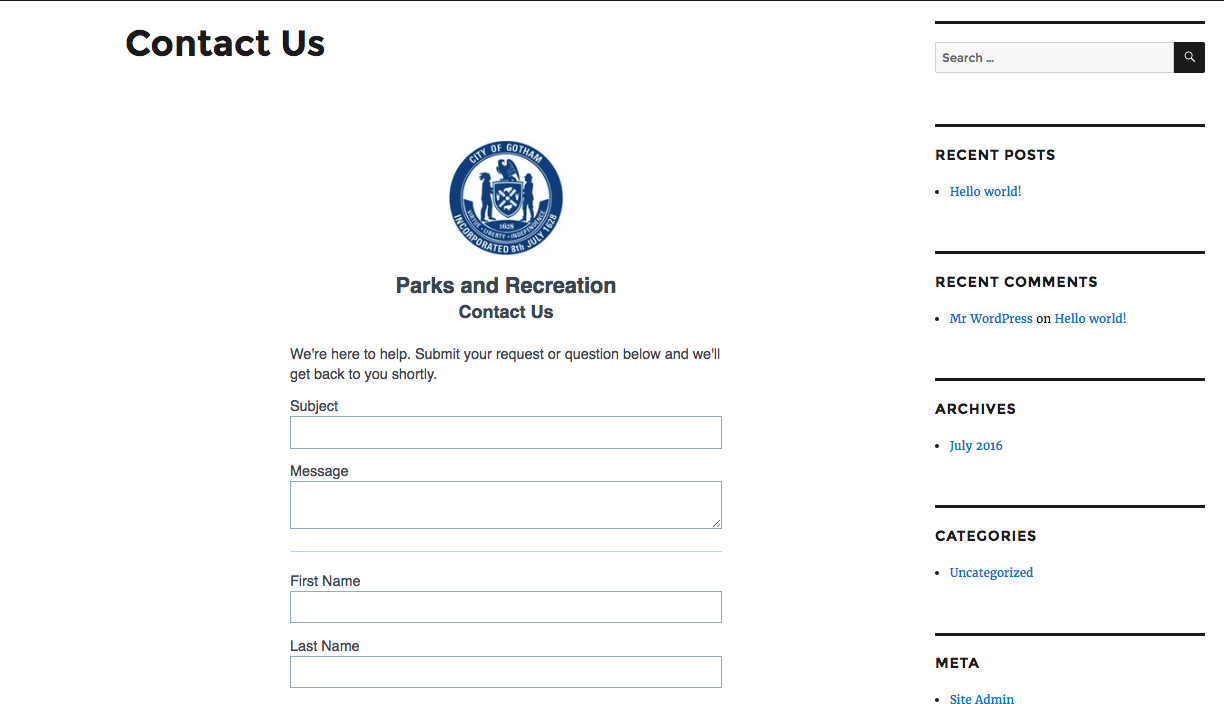 Contact Us
CITY OF GOTHAM
1628
VIRTUE · LIBERTY · INDEPENDENCE
INCORPORATED 8th JULY 1628
Parks and Recreation
Contact Us
We're here to help. Submit your request or question below and we'll
get back to you shortly.
Subject
Message
First Name
Last Name
Search …
RECENT POSTS
Hello world!
RECENT COMMENTS
Mr WordPress on Hello world!
ARCHIVES
July 2016
CATEGORIES
Uncategorized
META
Site Admin